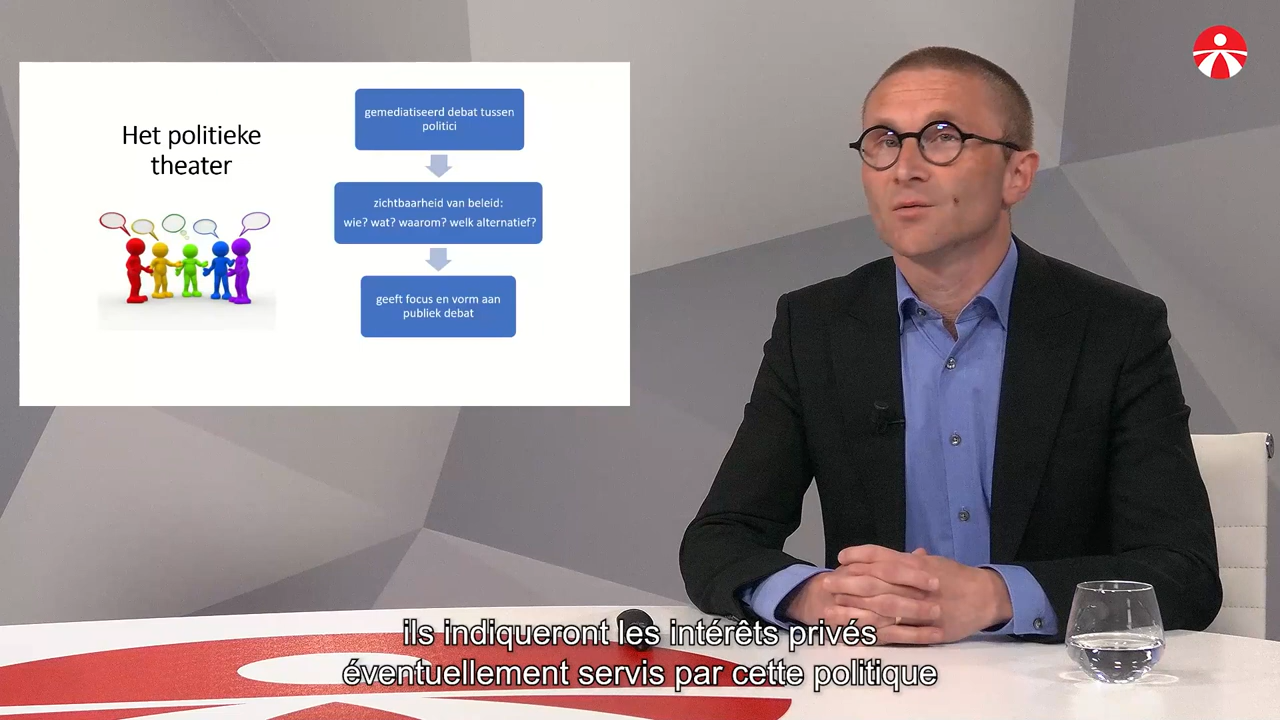 Het politieke
theater
gemediatiseerd debat tussen
politici
zichtbaarheid van beleid:
wie? wat? waarom? welk alternatief?
geeft focus en vorm aan
publiek debat
ils indiqueront les intérêts privés
éventuellement servis par cette politique